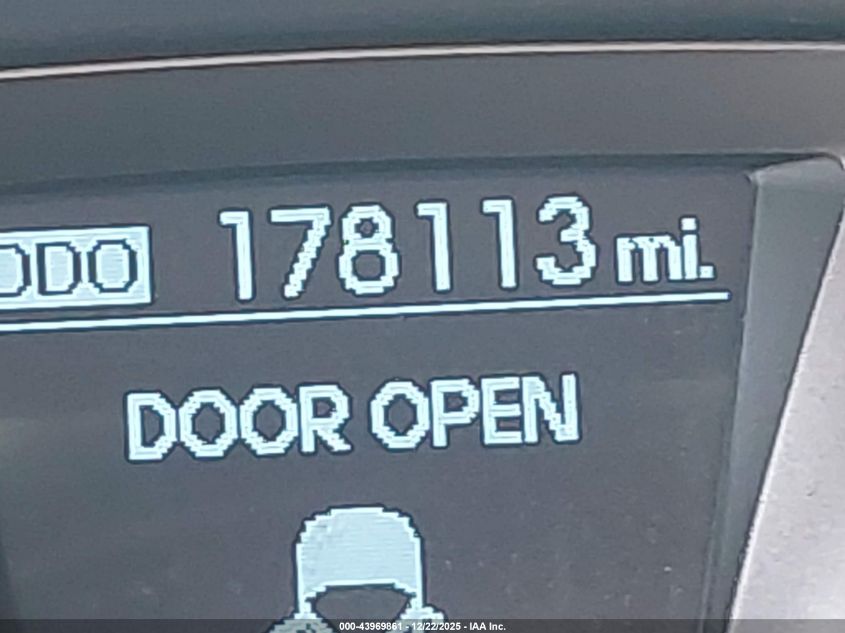 ODO 178113 mi.
DOOR OPEN
000-43969861 - 12/22/2025 - IAA Inc.